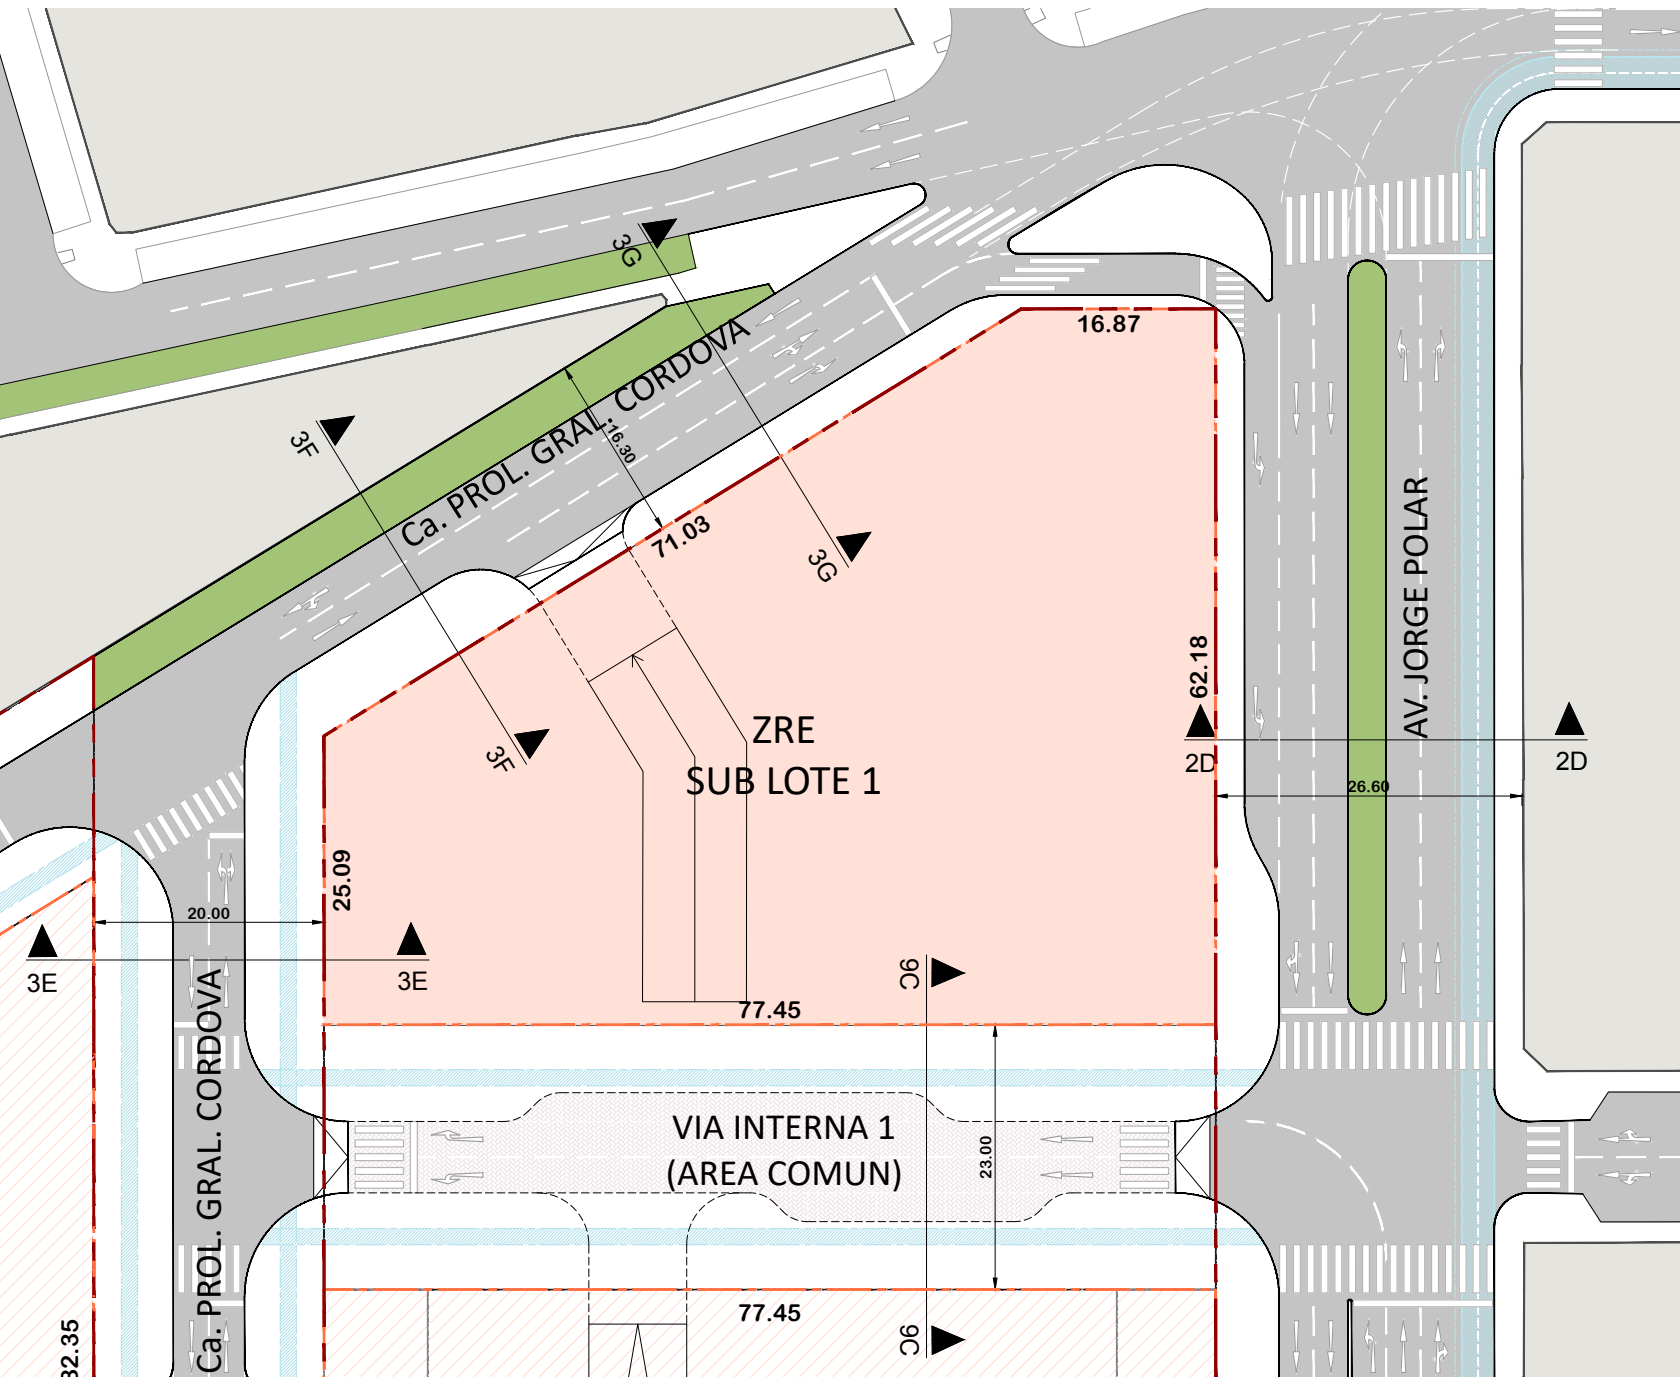 3G
16.87
Ca. PROL. GRAL. CORDOVA
3F
16.30
71.03
3G
AV. JORGE POLAR
62.18
ZRE
SUB LOTE 1
3F
2D
2D
26.60
25.09
20.00
3E
3E
9C
77.45
Ca. PROL. GRAL. CORDOVA
VIA INTERNA 1
(AREA COMUN)
23.00
77.45
9C
32.35